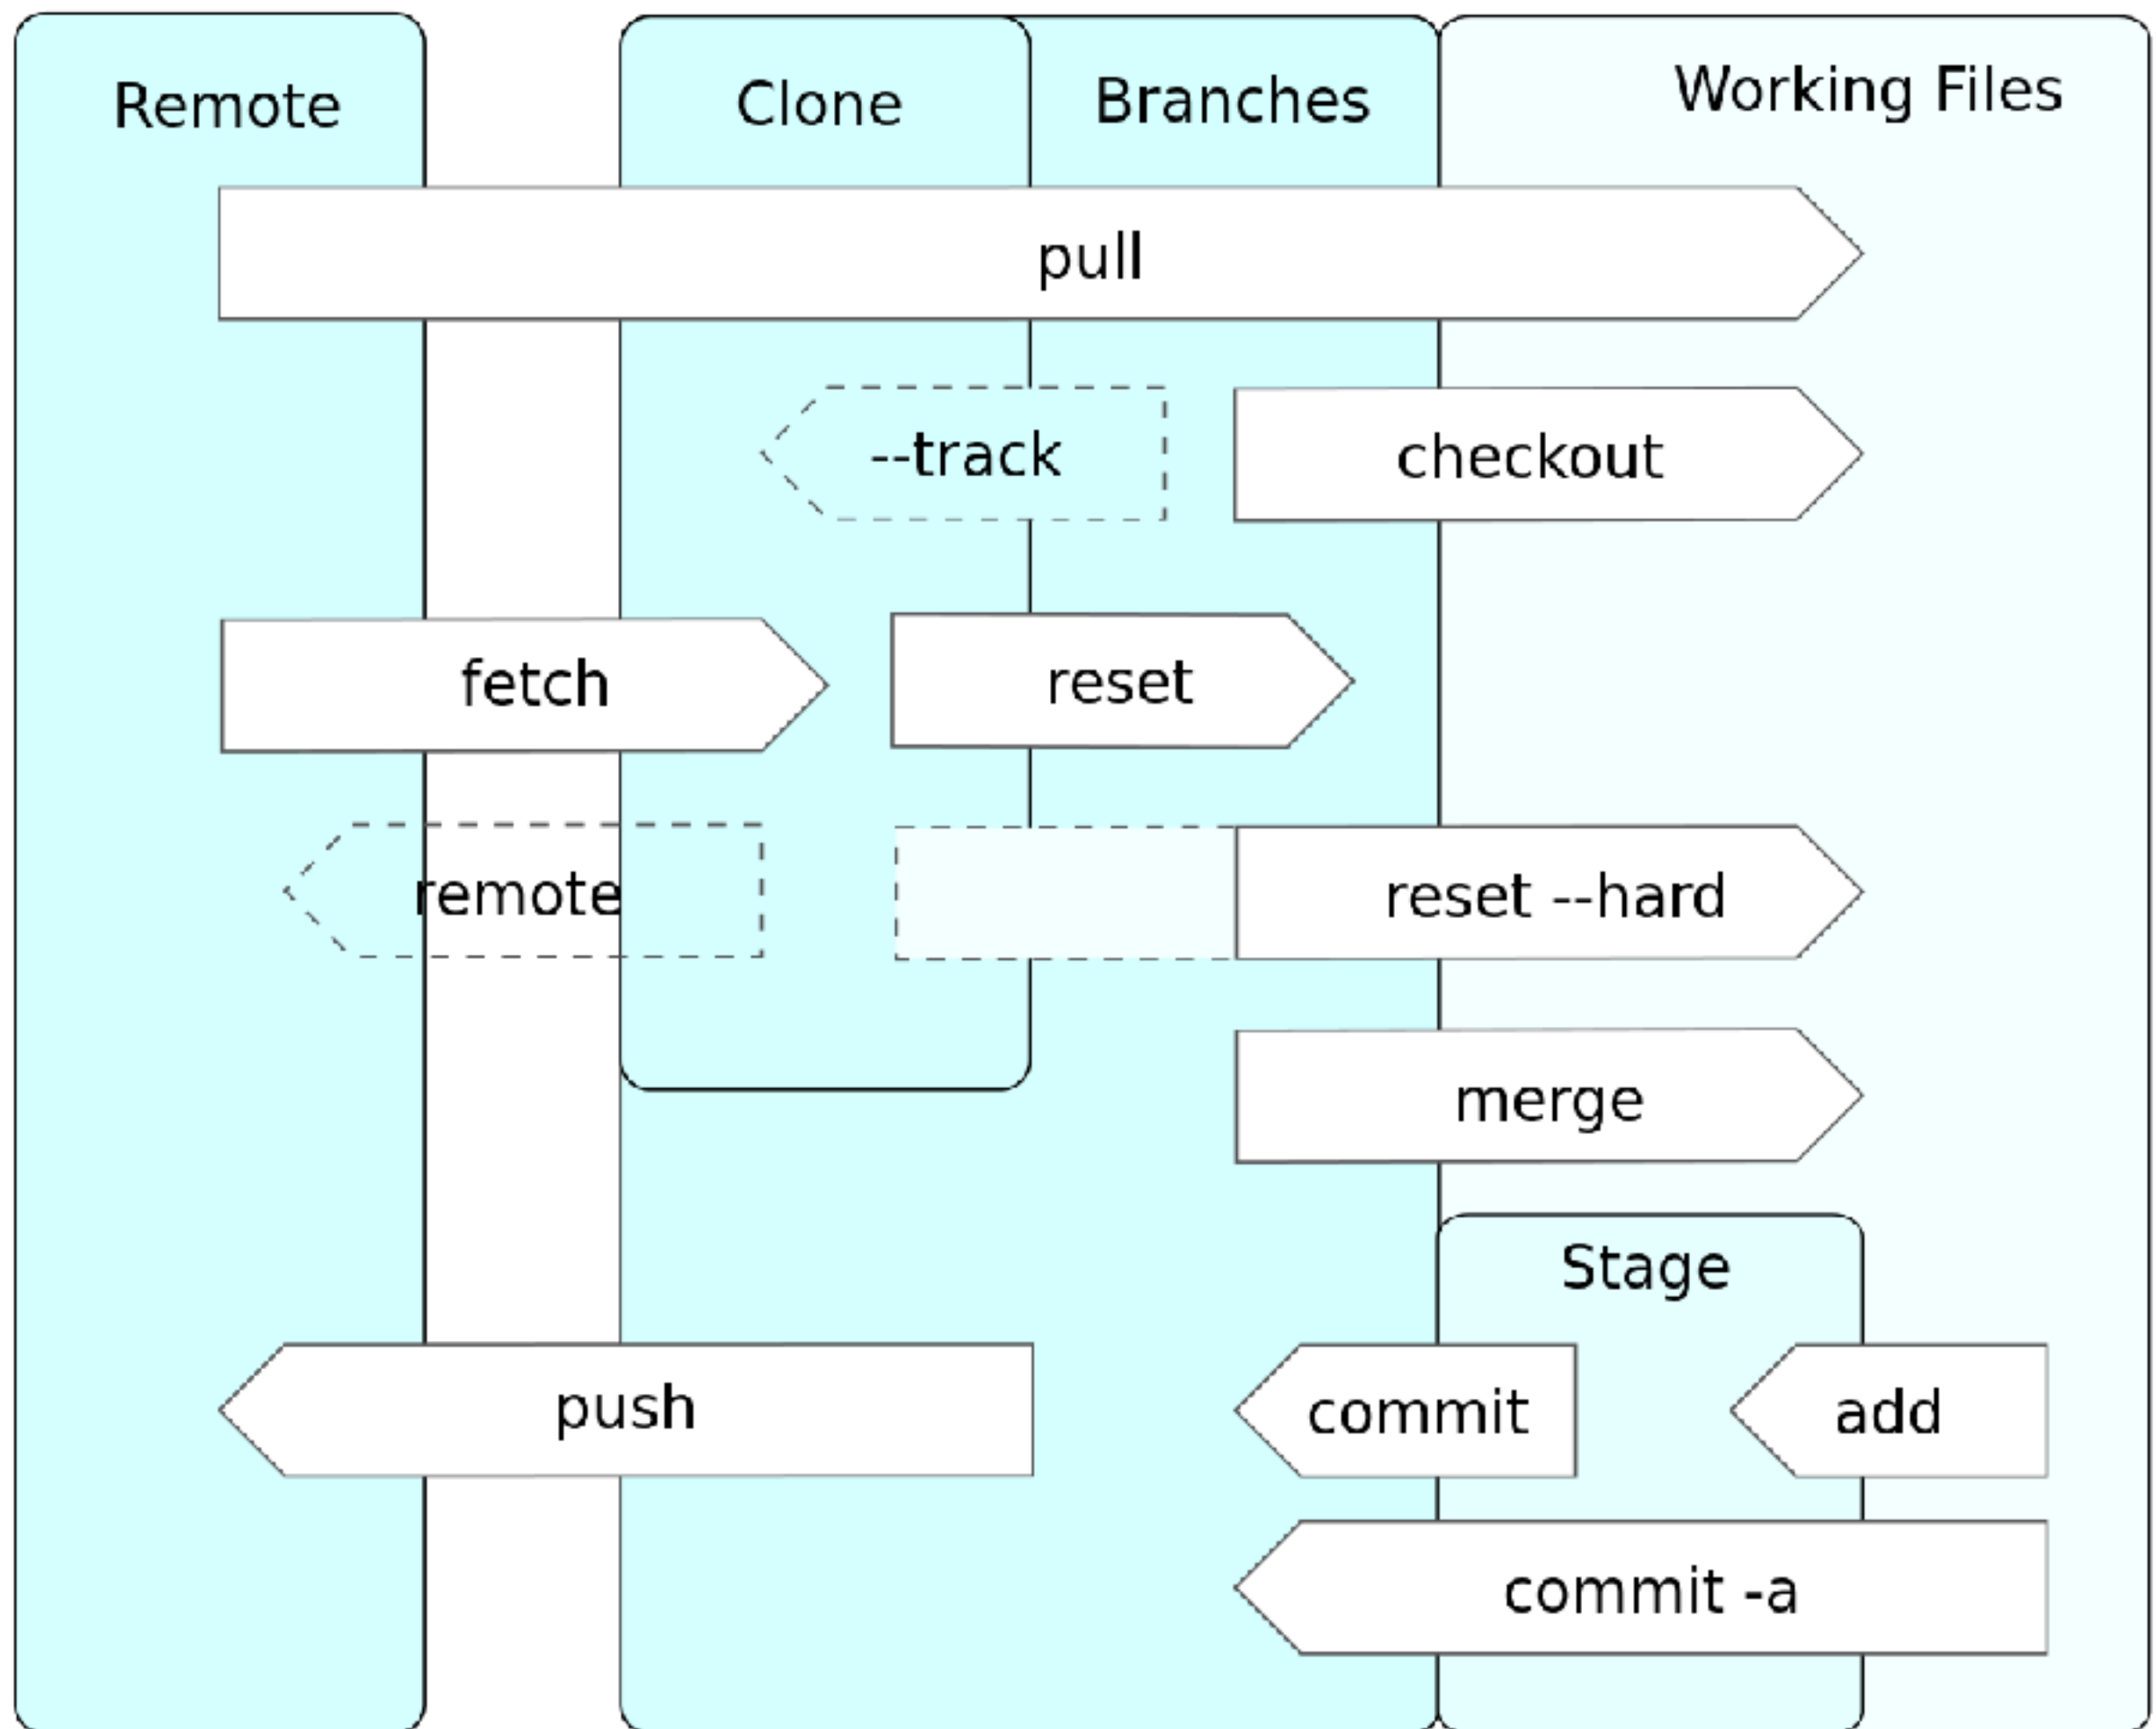 Remote
Clone
Branches
Working Files
pull
--track
checkout
fetch
reset
remote
reset --hard
merge
Stage
push
commit
add
commit -a